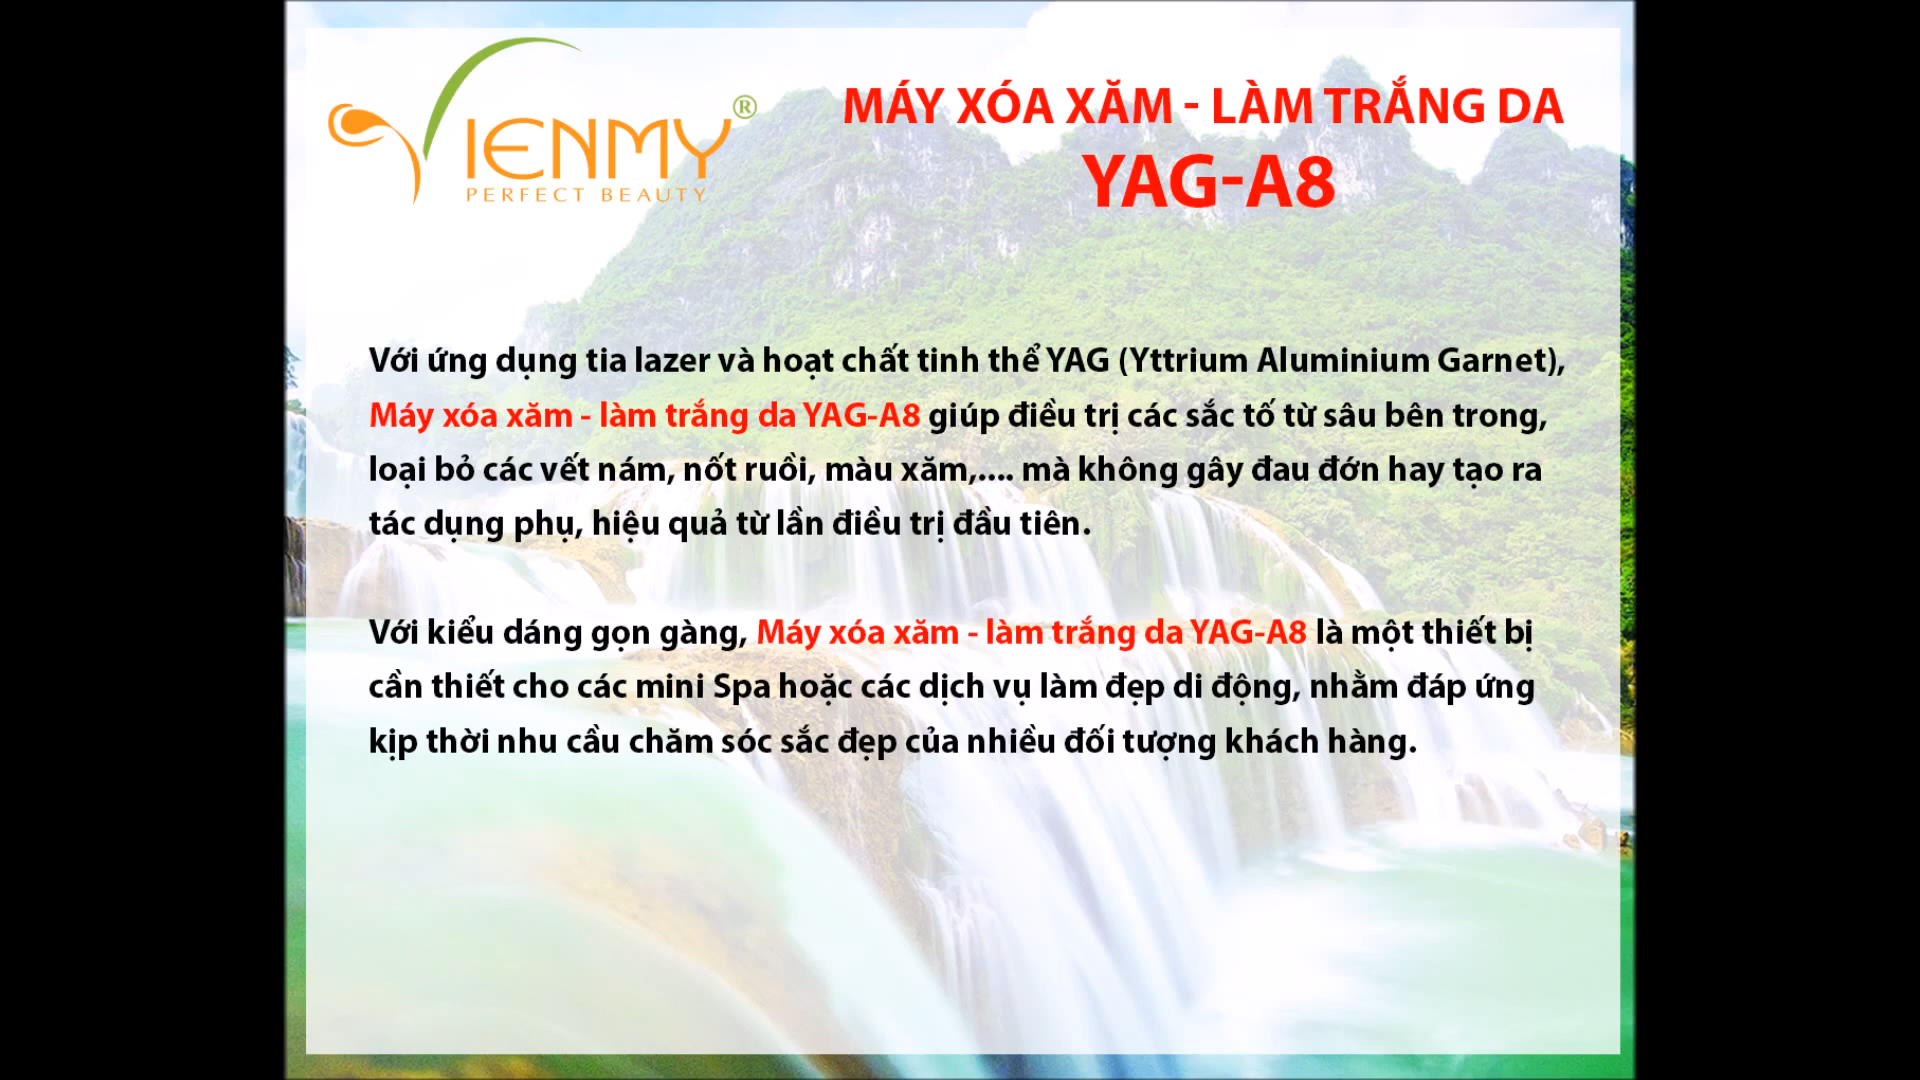 VIENMY®
PERFECT BEAUTY
MÁY XÓA XĂM - LÀM TRẮNG DA
YAG-A8
Với ứng dụng tia lazer và hoạt chất tinh thể YAG (Yttrium Aluminium Garnet),
Máy xóa xăm - làm trắng da YAG-A8 giúp điều trị các sắc tố từ sâu bên trong,
loại bỏ các vết nám, nốt ruồi, màu xăm,.... mà không gây đau đớn hay tạo ra
tác dụng phụ, hiệu quả từ lần điều trị đầu tiên.
Với kiểu dáng gọn gàng, Máy xóa xăm - làm trắng da YAG-A8 là một thiết bị
cần thiết cho các mini Spa hoặc các dịch vụ làm đẹp di động, nhằm đáp ứng
kịp thời nhu cầu chăm sóc sắc đẹp của nhiều đối tượng khách hàng.